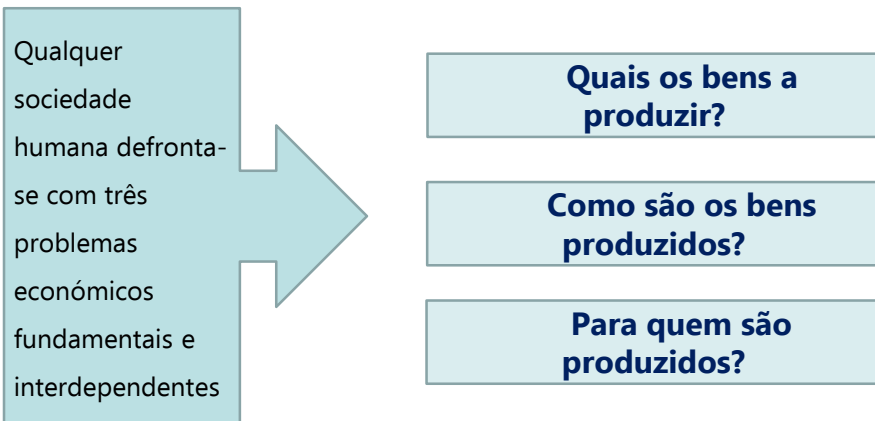 Qualquer
sociedade
humana defronta-
se com três
problemas
económicos
fundamentais e
interdependentes
Quais os bens a
produzir?
Como são os bens
produzidos?
Para quem são
produzidos?